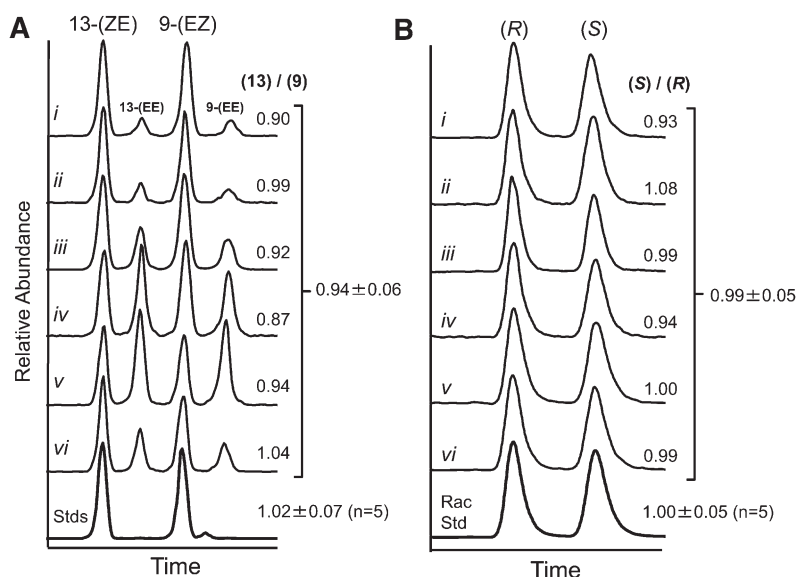 A
13-(ZE) 9-(EZ)
(13) / (9)
13-(EE) 9-(EE)
i 0.90
ii 0.99
iii 0.92
iv 0.87
v 0.94
vi 1.04
0.94±0.06
Stds 1.02±0.07 (n=5)
Relative Abundance
Time
B
(R) (S)
(S) / (R)
i 0.93
ii 1.08
iii 0.99
iv 0.94
v 1.00
vi 0.99
0.99±0.05
Rac
Std
1.00±0.05 (n=5)
Time